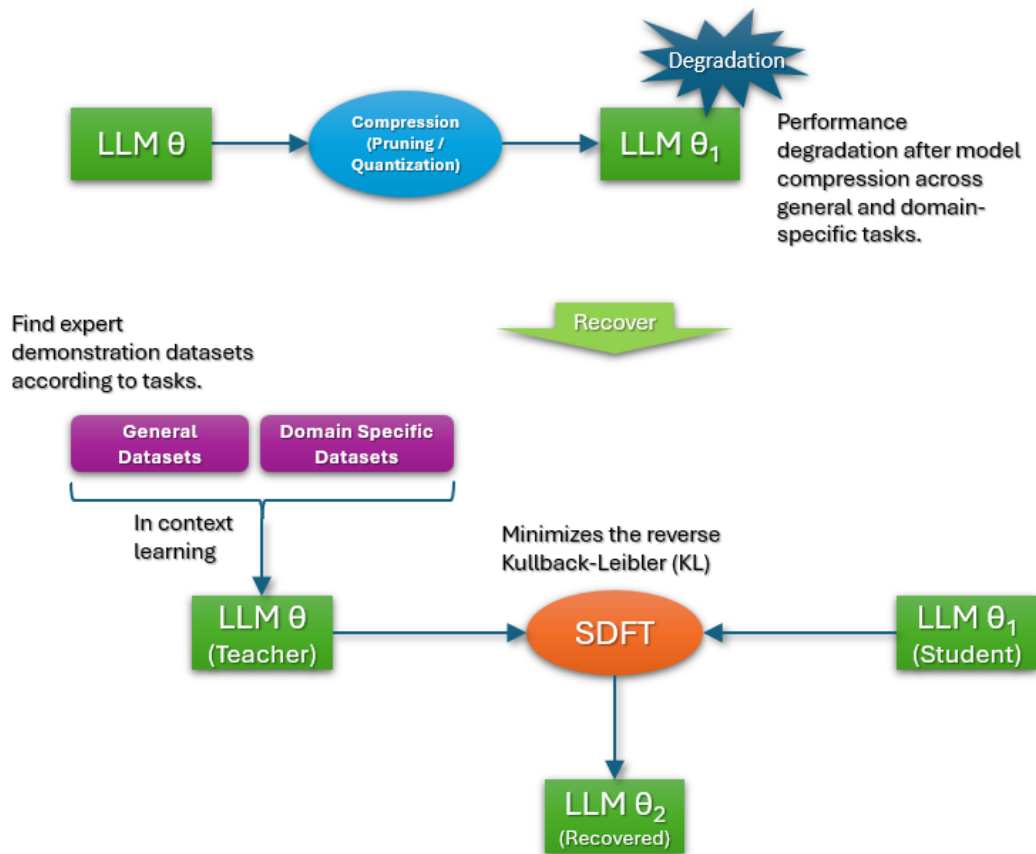 Degradation
LLM θ
Compression
(Pruning /
Quantization)
LLM θ₁
Performance
degradation after model
compression across
general and domain-
specific tasks.
Recover
Find expert
demonstration datasets
according to tasks.
General
Datasets
Domain Specific
Datasets
In context
learning
Minimizes the reverse
Kullback-Leibler (KL)
LLM θ
(Teacher)
SDFT
LLM θ₁
(Student)
LLM θ₂
(Recovered)